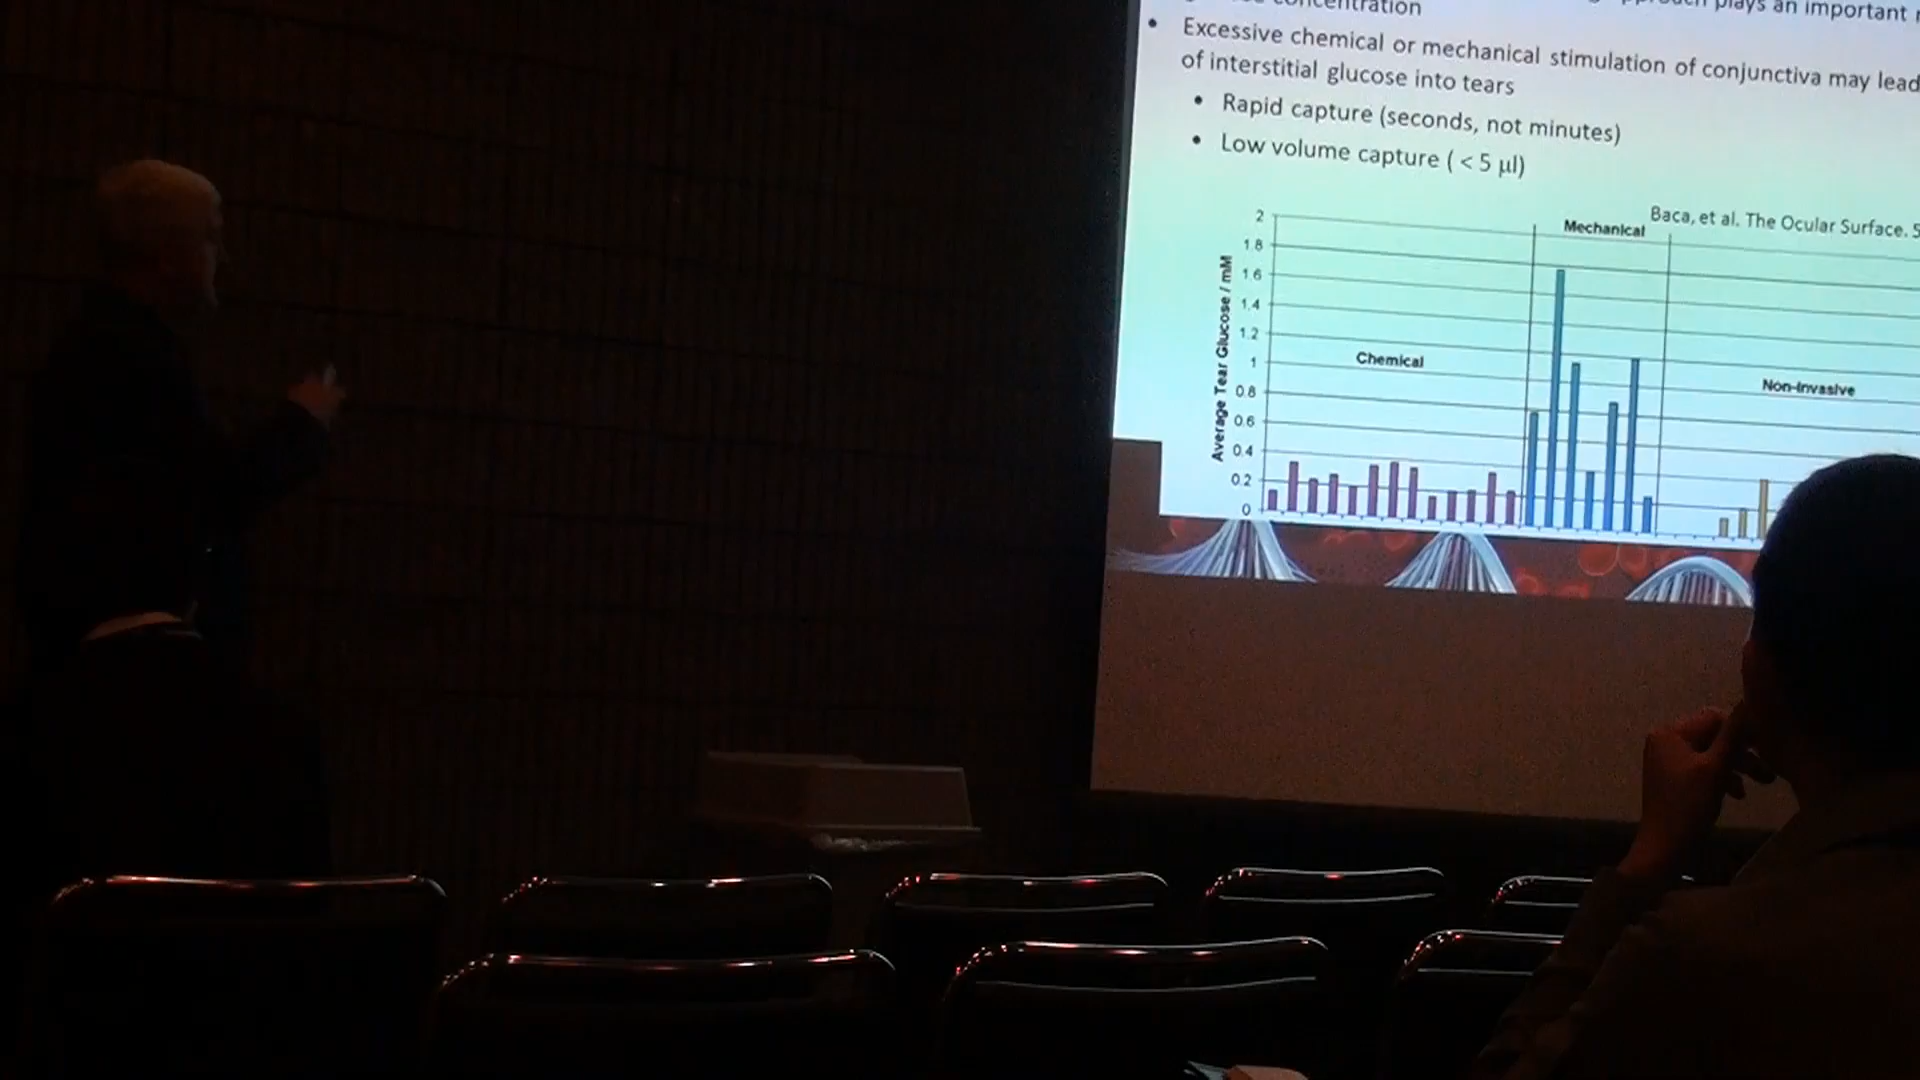 plays an important
Excessive chemical or mechanical stimulation of conjunctiva may lead
of interstitial glucose into tears
Rapid capture (seconds, not minutes)
Low volume capture ( < 5 µl)
Baca, et al. The Ocular Surface.
Mechanical
Chemical
Non-Invasive
Average Tear Glucose / mM
2
1.8
1.6
1.4
1.2
1
0.8
0.6
0.4
0.2
0